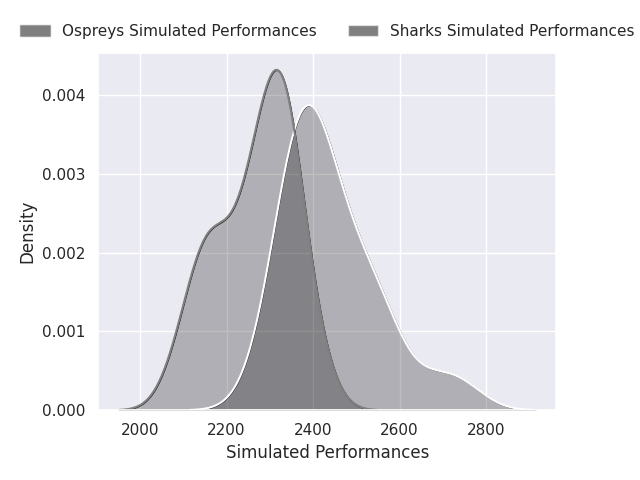 Ospreys Simulated Performances Sharks Simulated Performances
0.004
0.003
0.002
0.001
0.000
Density
2000 2200 2400 2600 2800
Simulated Performances